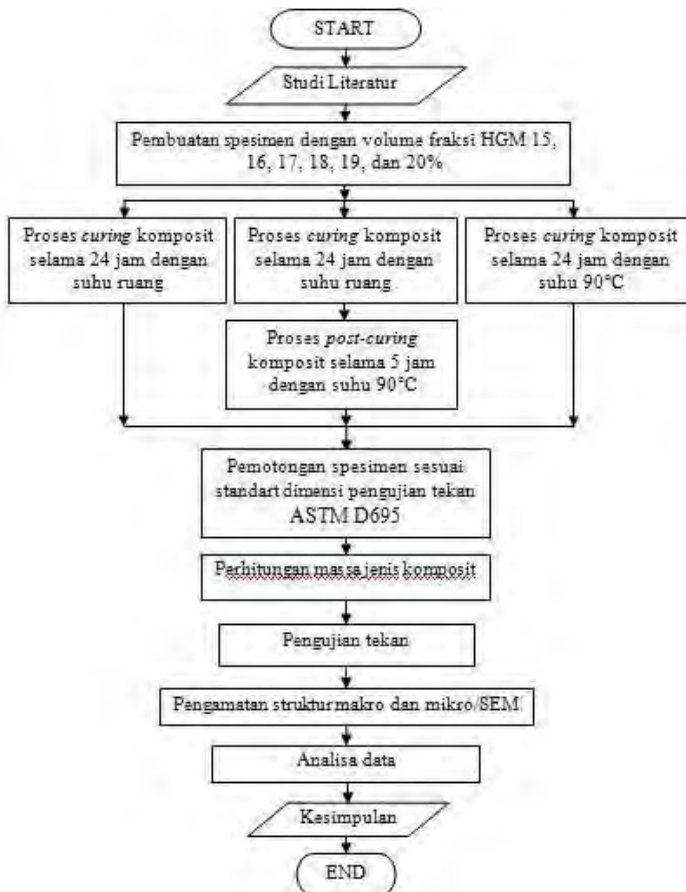 START
Studi Literatur
Pembuatan spesimen dengan volume fraksi HGM 15,
16, 17, 18, 19, dan 20%
Proses curing komposit
selama 24 jam dengan
suhu ruang
Proses curing komposit
selama 24 jam dengan
suhu ruang
Proses curing komposit
selama 24 jam dengan
suhu 90°C
Proses post-curing
komposit selama 5 jam
dengan suhu 90°C
Pemotongan spesimen sesuai
standart dimensi pengujian tekan
ASTM D695
Perhitungan massa jenis komposit
Pengujian tekan
Pengamatan struktur makro dan mikro/SEM
Analisa data
Kesimpulan
END